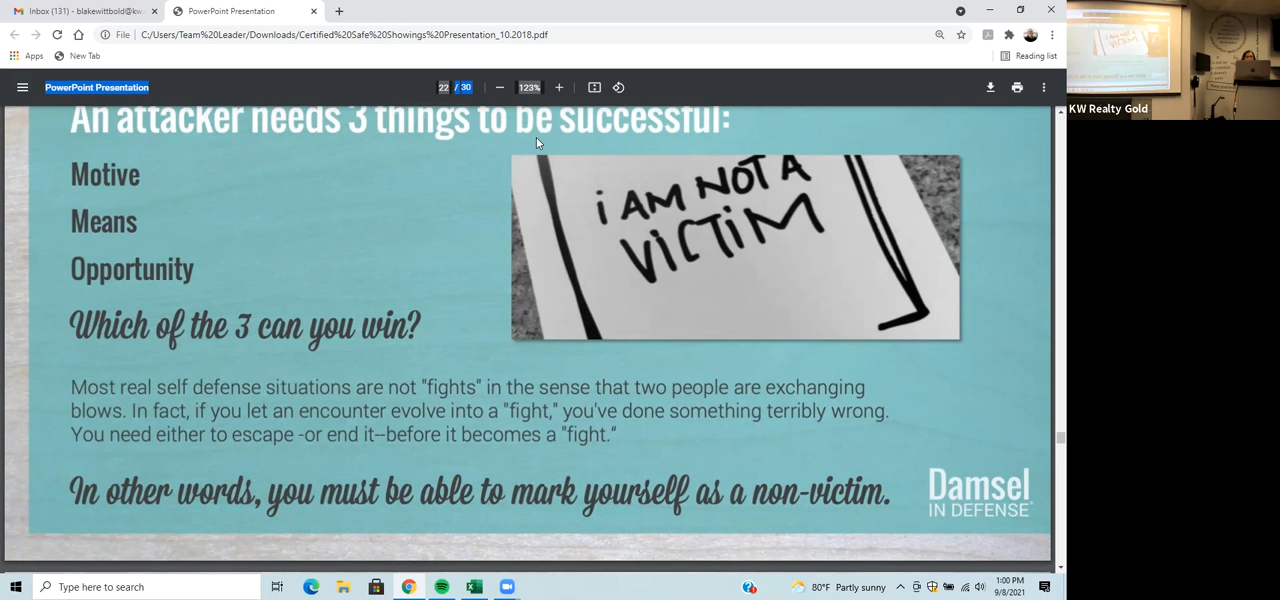 Inbox (131) - blakewittbold@kw
PowerPoint Presentation
File
C:/Users/Team%20Leader/Downloads/Certified%20Safe%20Showings%20Presentation_10.2018.pdf
Apps
New Tab
Reading list
PowerPoint Presentation
22 / 30
123%
KW Realty Gold
An attacker needs 3 things to be successful:
Motive
Means
Opportunity
Which of the 3 can you win?
i AM NOT A
ViCTiM
Most real self defense situations are not "fights" in the sense that two people are exchanging
blows. In fact, if you let an encounter evolve into a "fight," you've done something terribly wrong.
You need either to escape -or end it--before it becomes a "fight."
In other words, you must be able to mark yourself as a non-victim.
Damsel
IN DEFENSE
Type here to search
80°F Partly sunny
1:00 PM
9/8/2021